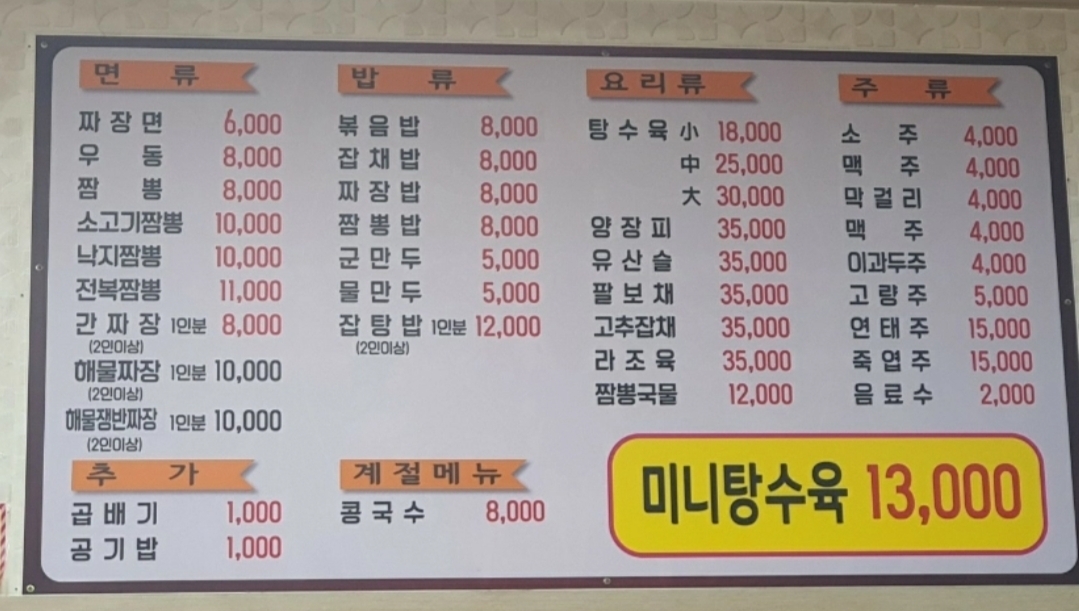 면 류
짜장면 6,000
우동 8,000
짬뽕 8,000
소고기짬뽕 10,000
낙지짬뽕 10,000
전복짬뽕 11,000
간짜장 1인분 8,000
(2인이상)
해물짜장 1인분 10,000
(2인이상)
해물쟁반짜장 1인분 10,000
(2인이상)
추 가
곱배기 1,000
공기밥 1,000
밥 류
볶음밥 8,000
잡채밥 8,000
짜장밥 8,000
짬뽕밥 8,000
군만두 5,000
물만두 5,000
잡탕밥 1인분 12,000
(2인이상)
계절메뉴
콩국수 8,000
요리류
탕수육 小 18,000
中 25,000
大 30,000
양장피 35,000
유산슬 35,000
팔보채 35,000
고추잡채 35,000
라조육 35,000
짬뽕국물 12,000
주 류
소주 4,000
맥주 4,000
막걸리 4,000
맥주 4,000
이과두주 4,000
고량주 5,000
연태주 15,000
죽엽주 15,000
음료수 2,000
미니탕수육 13,000